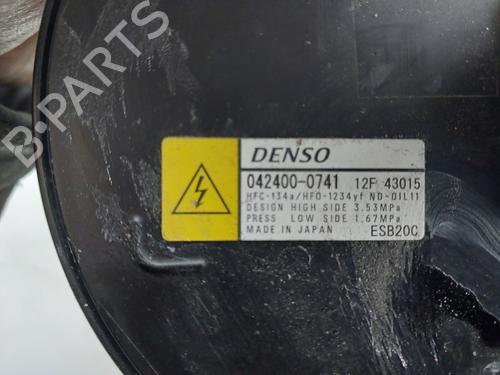 B-PARTS
DENSO
042400-0741 12F 43015
HFC-134a/HFO-1234yf ND-OIL11
DESIGN HIGH SIDE 3.53MPa
PRESS LOW SIDE 1.67MPa
MADE IN JAPAN ESB20C